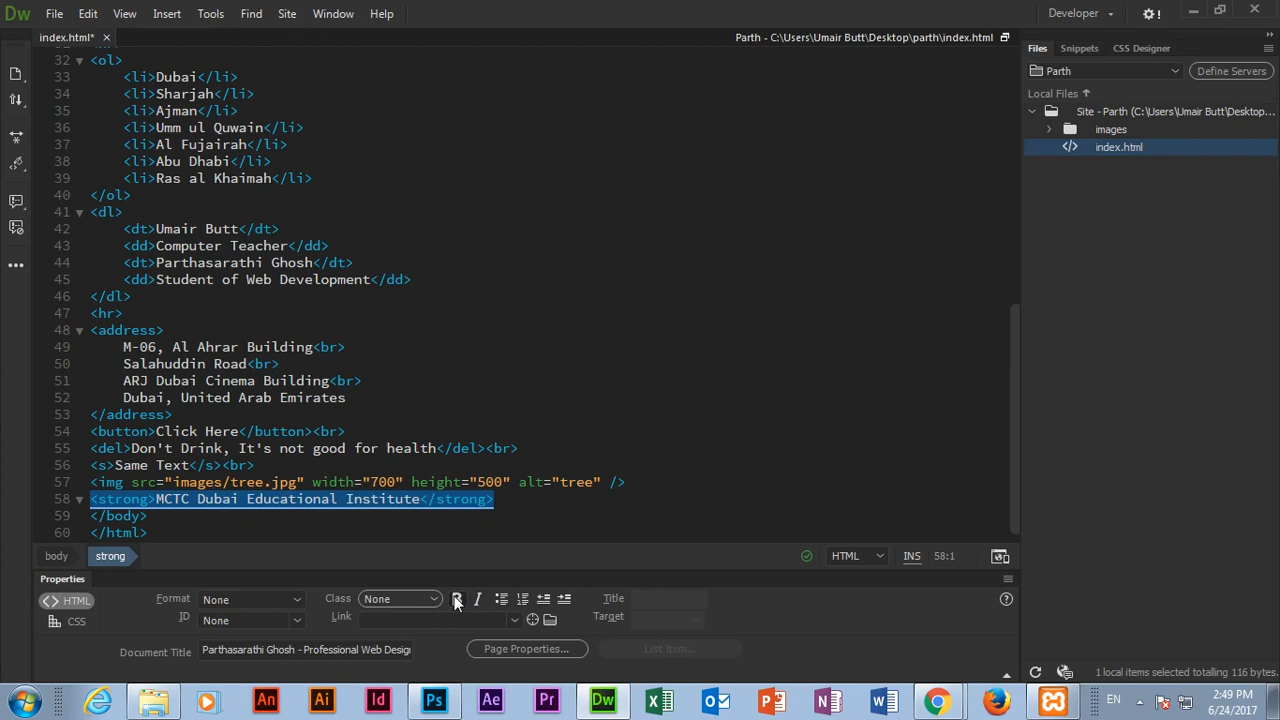 Dw File Edit View Insert Tools Find Site Window Help Developer
index.html* Parth - C:\Users\Umair Butt\Desktop\parth\index.html
32 <ol>
33 <li>Dubai</li>
34 <li>Sharjah</li>
35 <li>Ajman</li>
36 <li>Umm ul Quwain</li>
37 <li>Al Fujairah</li>
38 <li>Abu Dhabi</li>
39 <li>Ras al Khaimah</li>
40 </ol>
41 <dl>
42 <dt>Umair Butt</dt>
43 <dd>Computer Teacher</dd>
44 <dt>Parthasarathi Ghosh</dt>
45 <dd>Student of Web Development</dd>
46 </dl>
47 <hr>
48 <address>
49 M-06, Al Ahrar Building<br>
50 Salahuddin Road<br>
51 ARJ Dubai Cinema Building<br>
52 Dubai, United Arab Emirates
53 </address>
54 <button>Click Here</button><br>
55 <del>Don't Drink, It's not good for health</del><br>
56 <s>Same Text</s><br>
57 <img src="images/tree.jpg" width="700" height="500" alt="tree" />
58 <strong>MCTC Dubai Educational Institute</strong>
59 </body>
60 </html>
body strong HTML INS 58:1
Files Snippets CSS Designer
Parth Define Servers
Local Files
Site - Parth (C:\Users\Umair Butt\Desktop...
images
index.html
Properties
HTML Format None Class None B I Title
CSS ID None Link Target
Document Title Parthasarathi Ghosh - Professional Web Desig Page Properties... List Item...
1 local items selected totalling 116 bytes.
An Ai Id Ps Ae Pr Dw EN 2:49 PM
6/24/2017